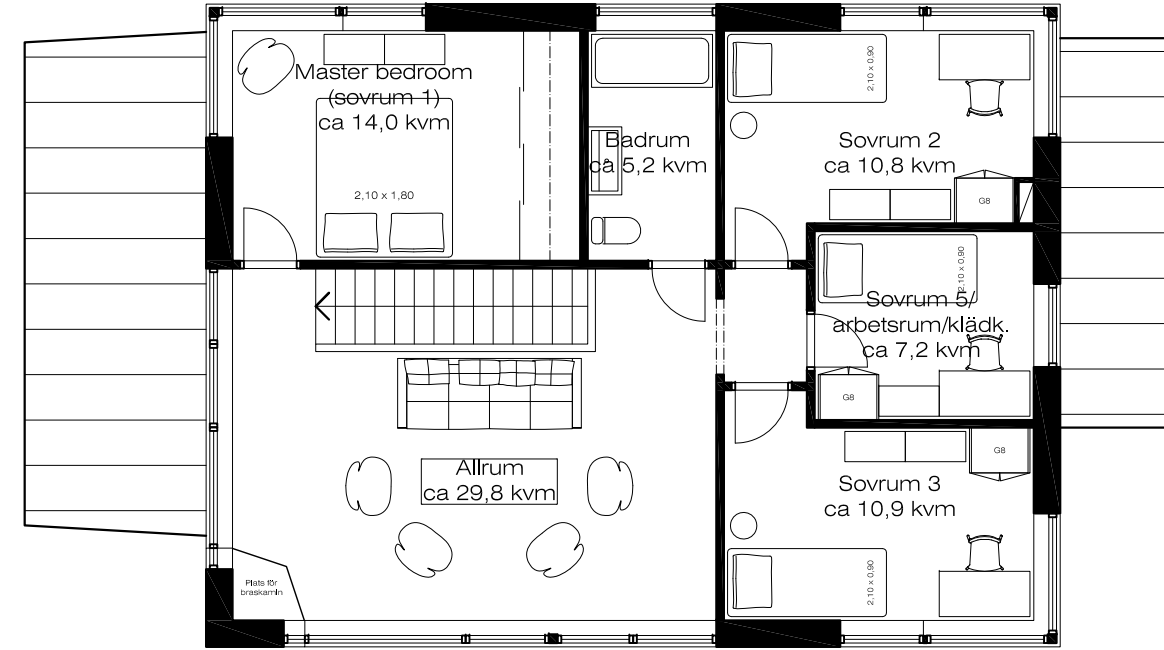 Master bedroom
(sovrum 1)
ca 14,0 kvm
2,10 x 1,80
Badrum
ca 5,2 kvm
2,10 x 0,90
Sovrum 2
ca 10,8 kvm
G8
2,10 x 0,90
Sovrum 5/
arbetsrum/klädk.
ca 7,2 kvm
G8
Allrum
ca 29,8 kvm
Plats för
braskamin
G8
Sovrum 3
ca 10,9 kvm
2,10 x 0,90